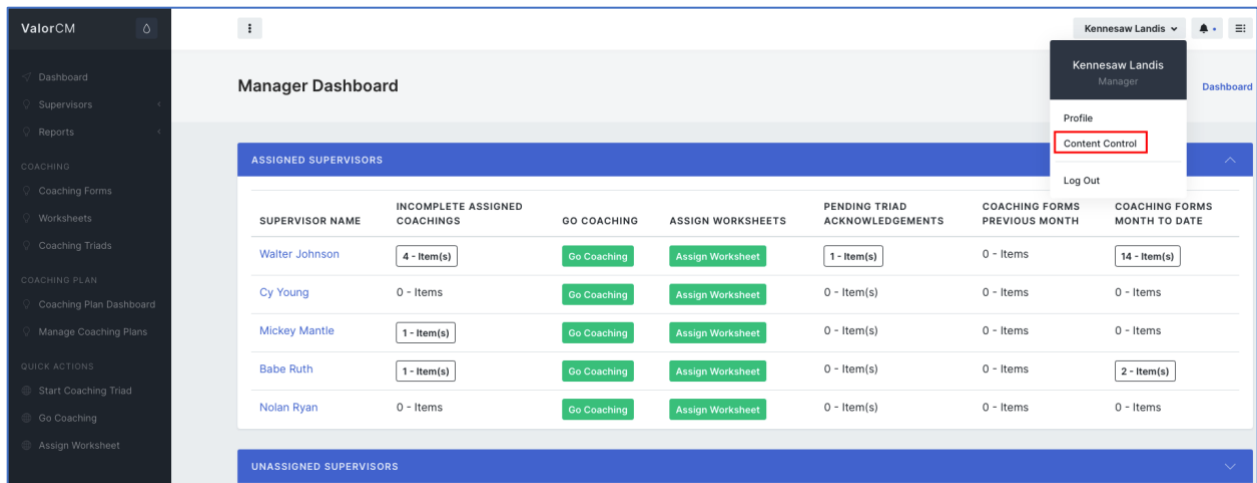 ValorCM
Dashboard
Supervisors
Reports
COACHING
Coaching Forms
Worksheets
Coaching Triads
COACHING PLAN
Coaching Plan Dashboard
Manage Coaching Plans
QUICK ACTIONS
Start Coaching Triad
Go Coaching
Assign Worksheet
Kennesaw Landis
Kennesaw Landis
Manager
Profile
Content Control
Log Out
Manager Dashboard
Dashboard
ASSIGNED SUPERVISORS
SUPERVISOR NAME INCOMPLETE ASSIGNED COACHINGS GO COACHING ASSIGN WORKSHEETS PENDING TRIAD ACKNOWLEDGEMENTS COACHING FORMS PREVIOUS MONTH COACHING FORMS MONTH TO DATE
Walter Johnson 4 - Item(s) Go Coaching Assign Worksheet 1 - Item(s) 0 - Items 14 - Item(s)
Cy Young 0 - Items Go Coaching Assign Worksheet 0 - Item(s) 0 - Items 0 - Items
Mickey Mantle 1 - Item(s) Go Coaching Assign Worksheet 0 - Item(s) 0 - Items 0 - Items
Babe Ruth 1 - Item(s) Go Coaching Assign Worksheet 0 - Item(s) 0 - Items 2 - Item(s)
Nolan Ryan 0 - Items Go Coaching Assign Worksheet 0 - Item(s) 0 - Items 0 - Items
UNASSIGNED SUPERVISORS